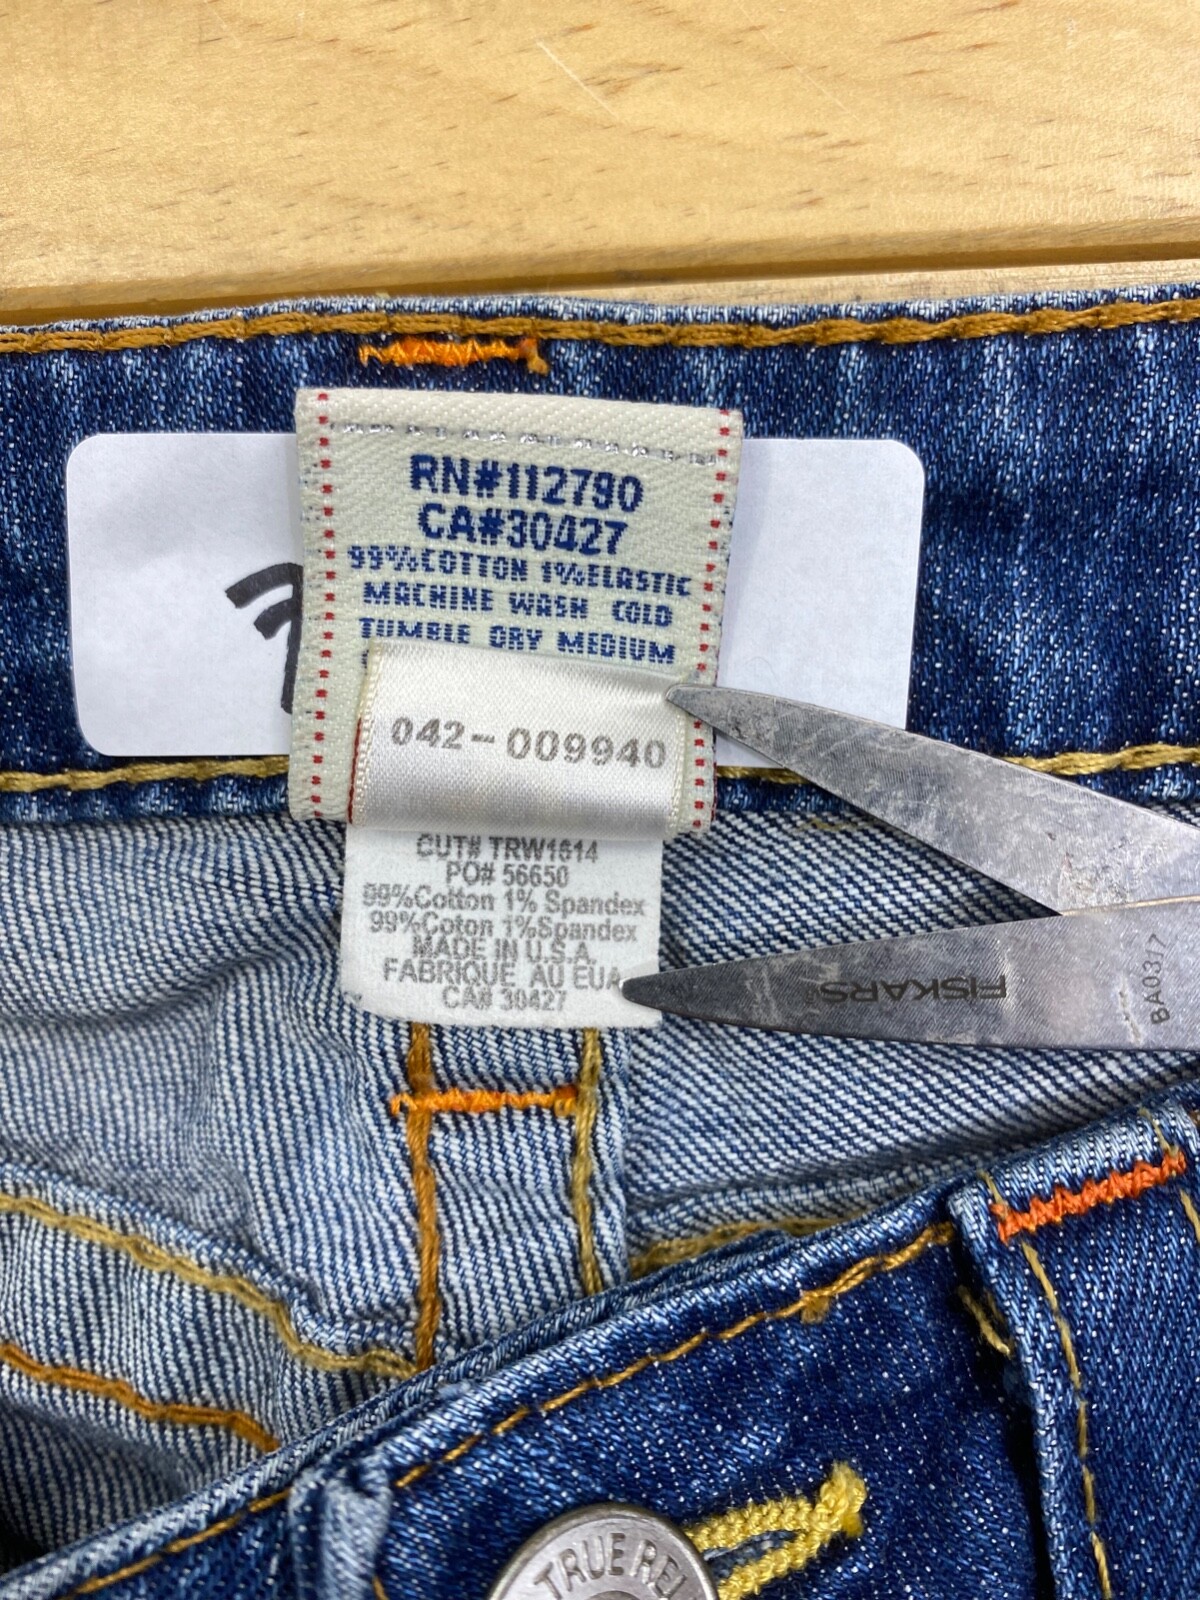 RN#112790
CA#30427
99%COTTON 1%ELASTIC
MACHINE WASH COLD
TUMBLE DRY MEDIUM
042-009940
CUT# TRW1614
PO# 56650
99%Cotton 1% Spandex
99%Coton 1%Spandex
MADE IN U.S.A.
FABRIQUE AU EUA
CA# 30427
FISKARS
BA0317
TRUE REL